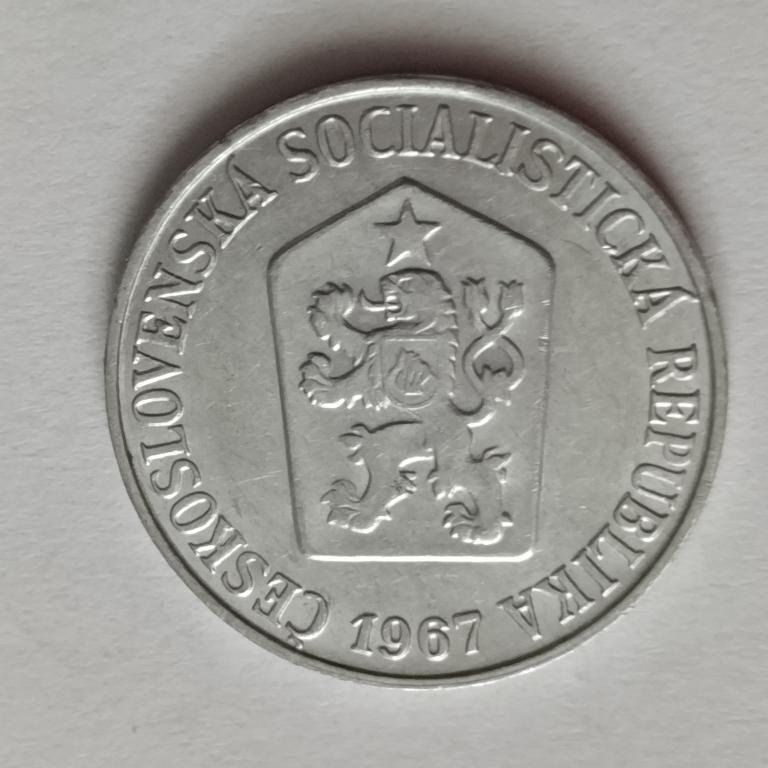 ČESKOSLOVENSKÁ SOCIALISTICKÁ REPUBLIKA
1967